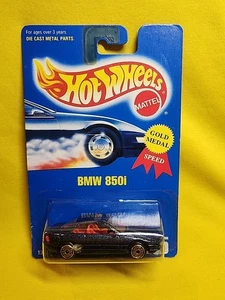 For ages over 3 years.
DIE CAST METAL PARTS.
HOT WHEELS
MATTEL
GOLD
MEDAL
SPEED
BMW 850i